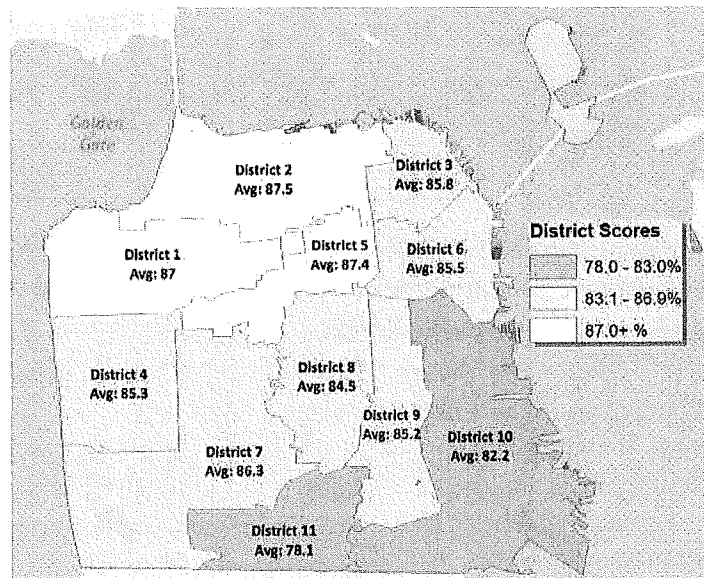 Golden
Gate
District 2
Avg: 87.5
District 3
Avg: 85.8
District 1
Avg: 87
District 5
Avg: 87.4
District 6
Avg: 85.5
District Scores
78.0 - 83.0%
83.1 - 86.9%
87.0+ %
District 4
Avg: 85.3
District 8
Avg: 84.5
District 9
Avg: 85.2
District 10
Avg: 82.2
District 7
Avg: 86.3
District 11
Avg: 78.1